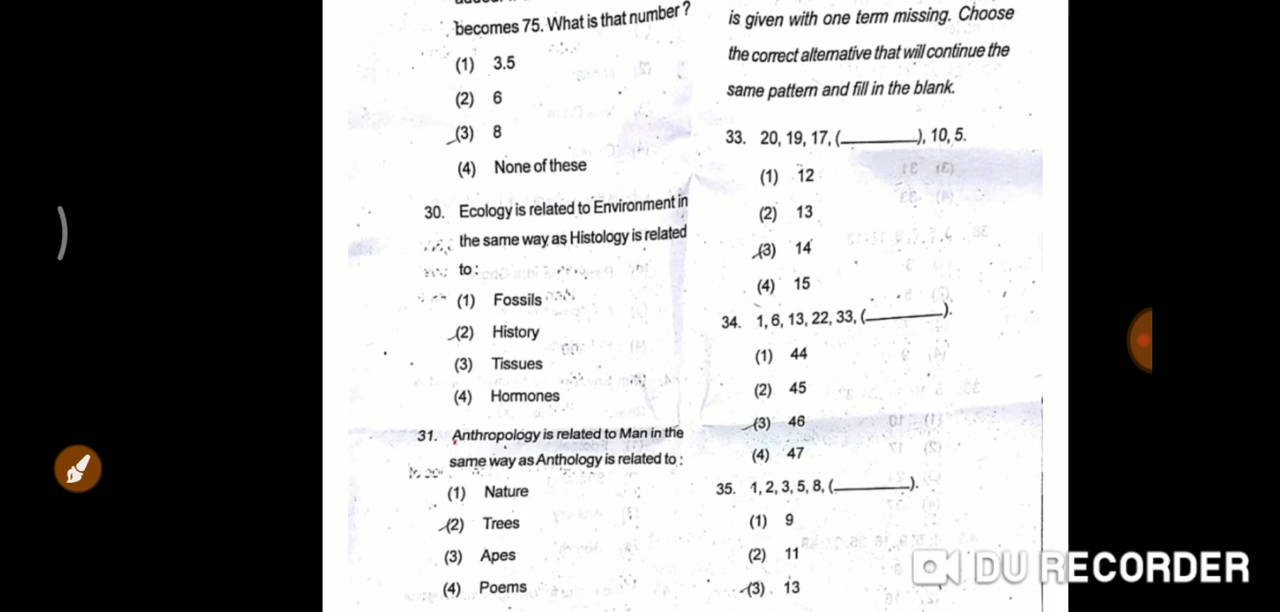 becomes 75. What is that number?
(1) 3.5
(2) 6
(3) 8
(4) None of these
30. Ecology is related to Environment in
the same way as Histology is related
to:
(1) Fossils
(2) History
(3) Tissues
(4) Hormones
31. Anthropology is related to Man in the
same way as Anthology is related to:
(1) Nature
(2) Trees
(3) Apes
(4) Poems
is given with one term missing. Choose
the correct alternative that will continue the
same pattern and fill in the blank.
33. 20, 19, 17, (________), 10, 5.
(1) 12
(2) 13
(3) 14
(4) 15
34. 1, 6, 13, 22, 33, (________).
(1) 44
(2) 45
(3) 46
(4) 47
35. 1, 2, 3, 5, 8, (________).
(1) 9
(2) 11
(3) 13
DU RECORDER